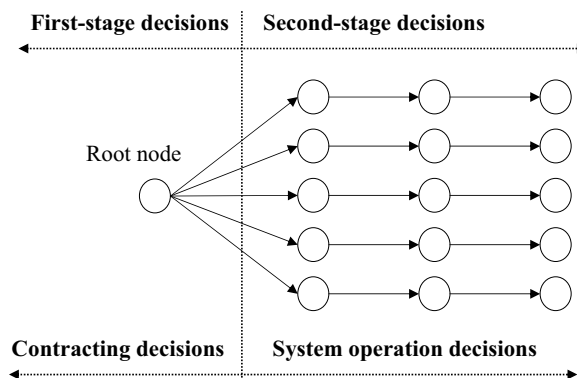 First-stage decisions
Second-stage decisions
Root node
Contracting decisions
System operation decisions